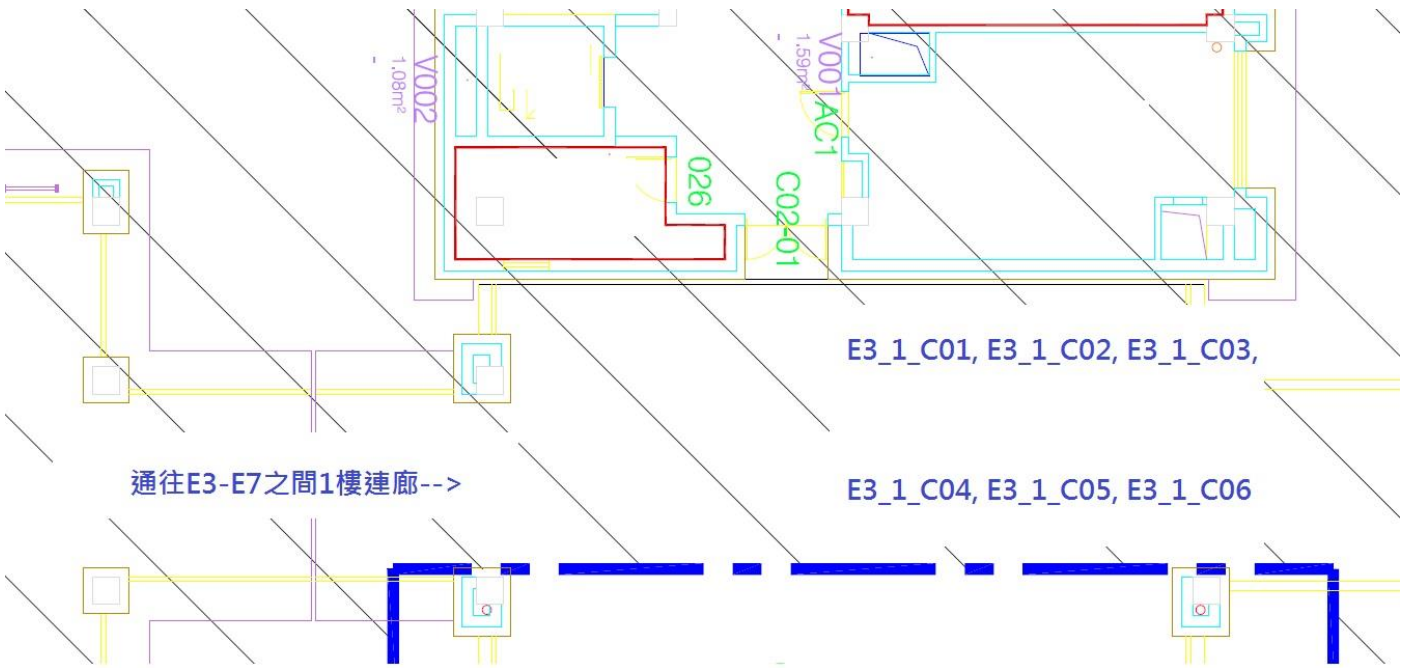 V002
1.08m²
-
V001
1.59m²
-
AC1
026
C02-01
E3_1_C01, E3_1_C02, E3_1_C03,
通往E3-E7之間1樓連廊-->
E3_1_C04, E3_1_C05, E3_1_C06